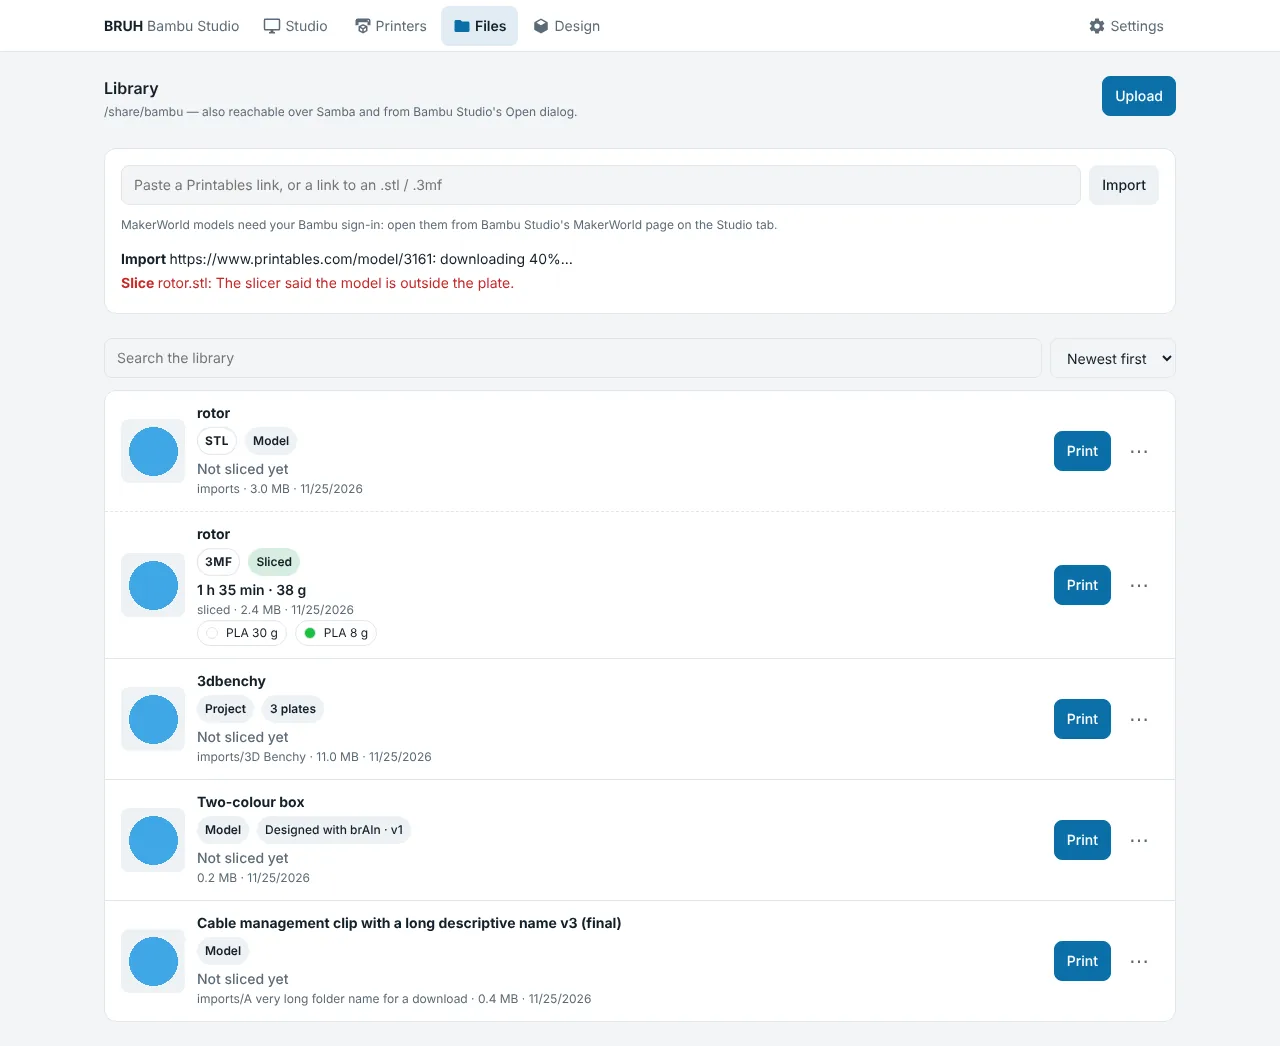 BRUH Bambu Studio Studio Printers Files Design Settings
Library
/share/bambu — also reachable over Samba and from Bambu Studio's Open dialog.
Upload
Paste a Printables link, or a link to an .stl / .3mf
Import
MakerWorld models need your Bambu sign-in: open them from Bambu Studio's MakerWorld page on the Studio tab.
Import https://www.printables.com/model/3161: downloading 40%...
Slice rotor.stl: The slicer said the model is outside the plate.
Search the library
Newest first
rotor
STL Model
Not sliced yet
imports · 3.0 MB · 11/25/2026
Print ···
rotor
3MF Sliced
1 h 35 min · 38 g
sliced · 2.4 MB · 11/25/2026
PLA 30 g PLA 8 g
Print ···
3dbenchy
Project 3 plates
Not sliced yet
imports/3D Benchy · 11.0 MB · 11/25/2026
Print ···
Two-colour box
Model Designed with brAIn · v1
Not sliced yet
0.2 MB · 11/25/2026
Print ···
Cable management clip with a long descriptive name v3 (final)
Model
Not sliced yet
imports/A very long folder name for a download · 0.4 MB · 11/25/2026
Print ···